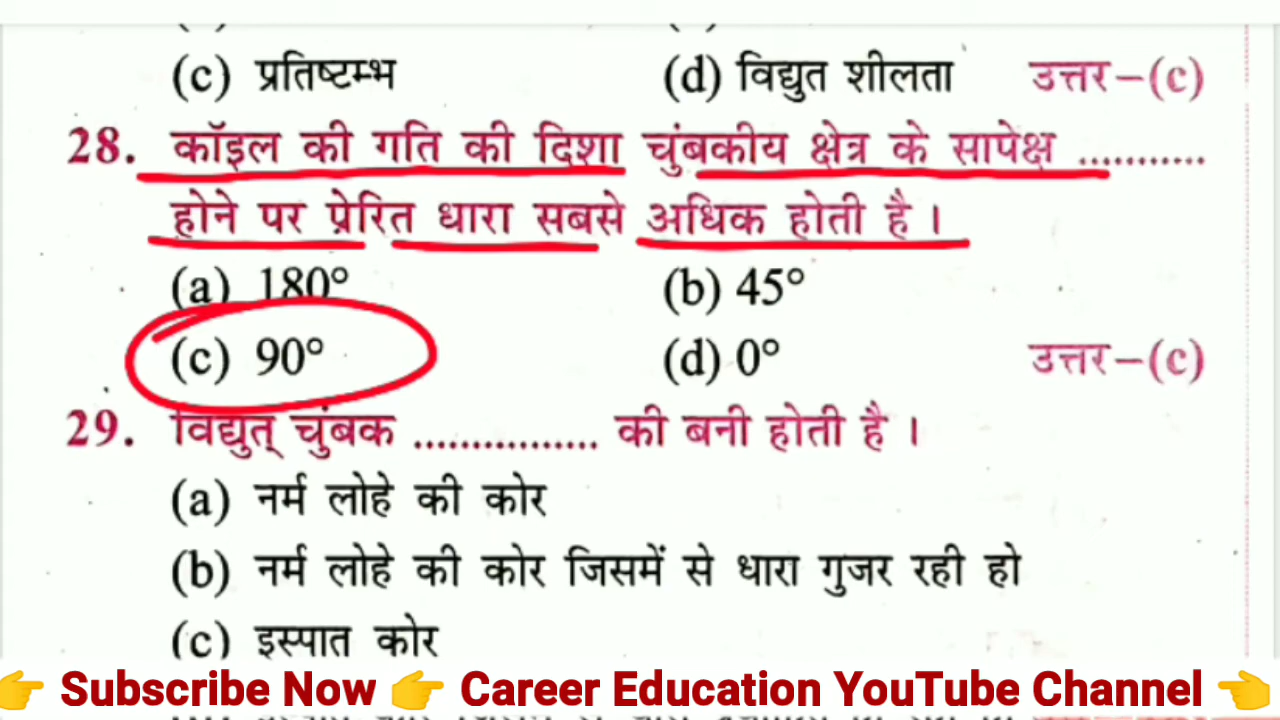 (c) प्रतिष्टम्भ (d) विद्युत शीलता उत्तर–(c)
28. कॉइल की गति की दिशा चुंबकीय क्षेत्र के सापेक्ष ...........
होने पर प्रेरित धारा सबसे अधिक होती है ।
(a) 180° (b) 45°
(c) 90° (d) 0° उत्तर–(c)
29. विद्युत् चुंबक ................ की बनी होती है ।
(a) नर्म लोहे की कोर
(b) नर्म लोहे की कोर जिसमें से धारा गुजर रही हो
(c) इस्पात कोर
👉 Subscribe Now 👉 Career Education YouTube Channel 👈